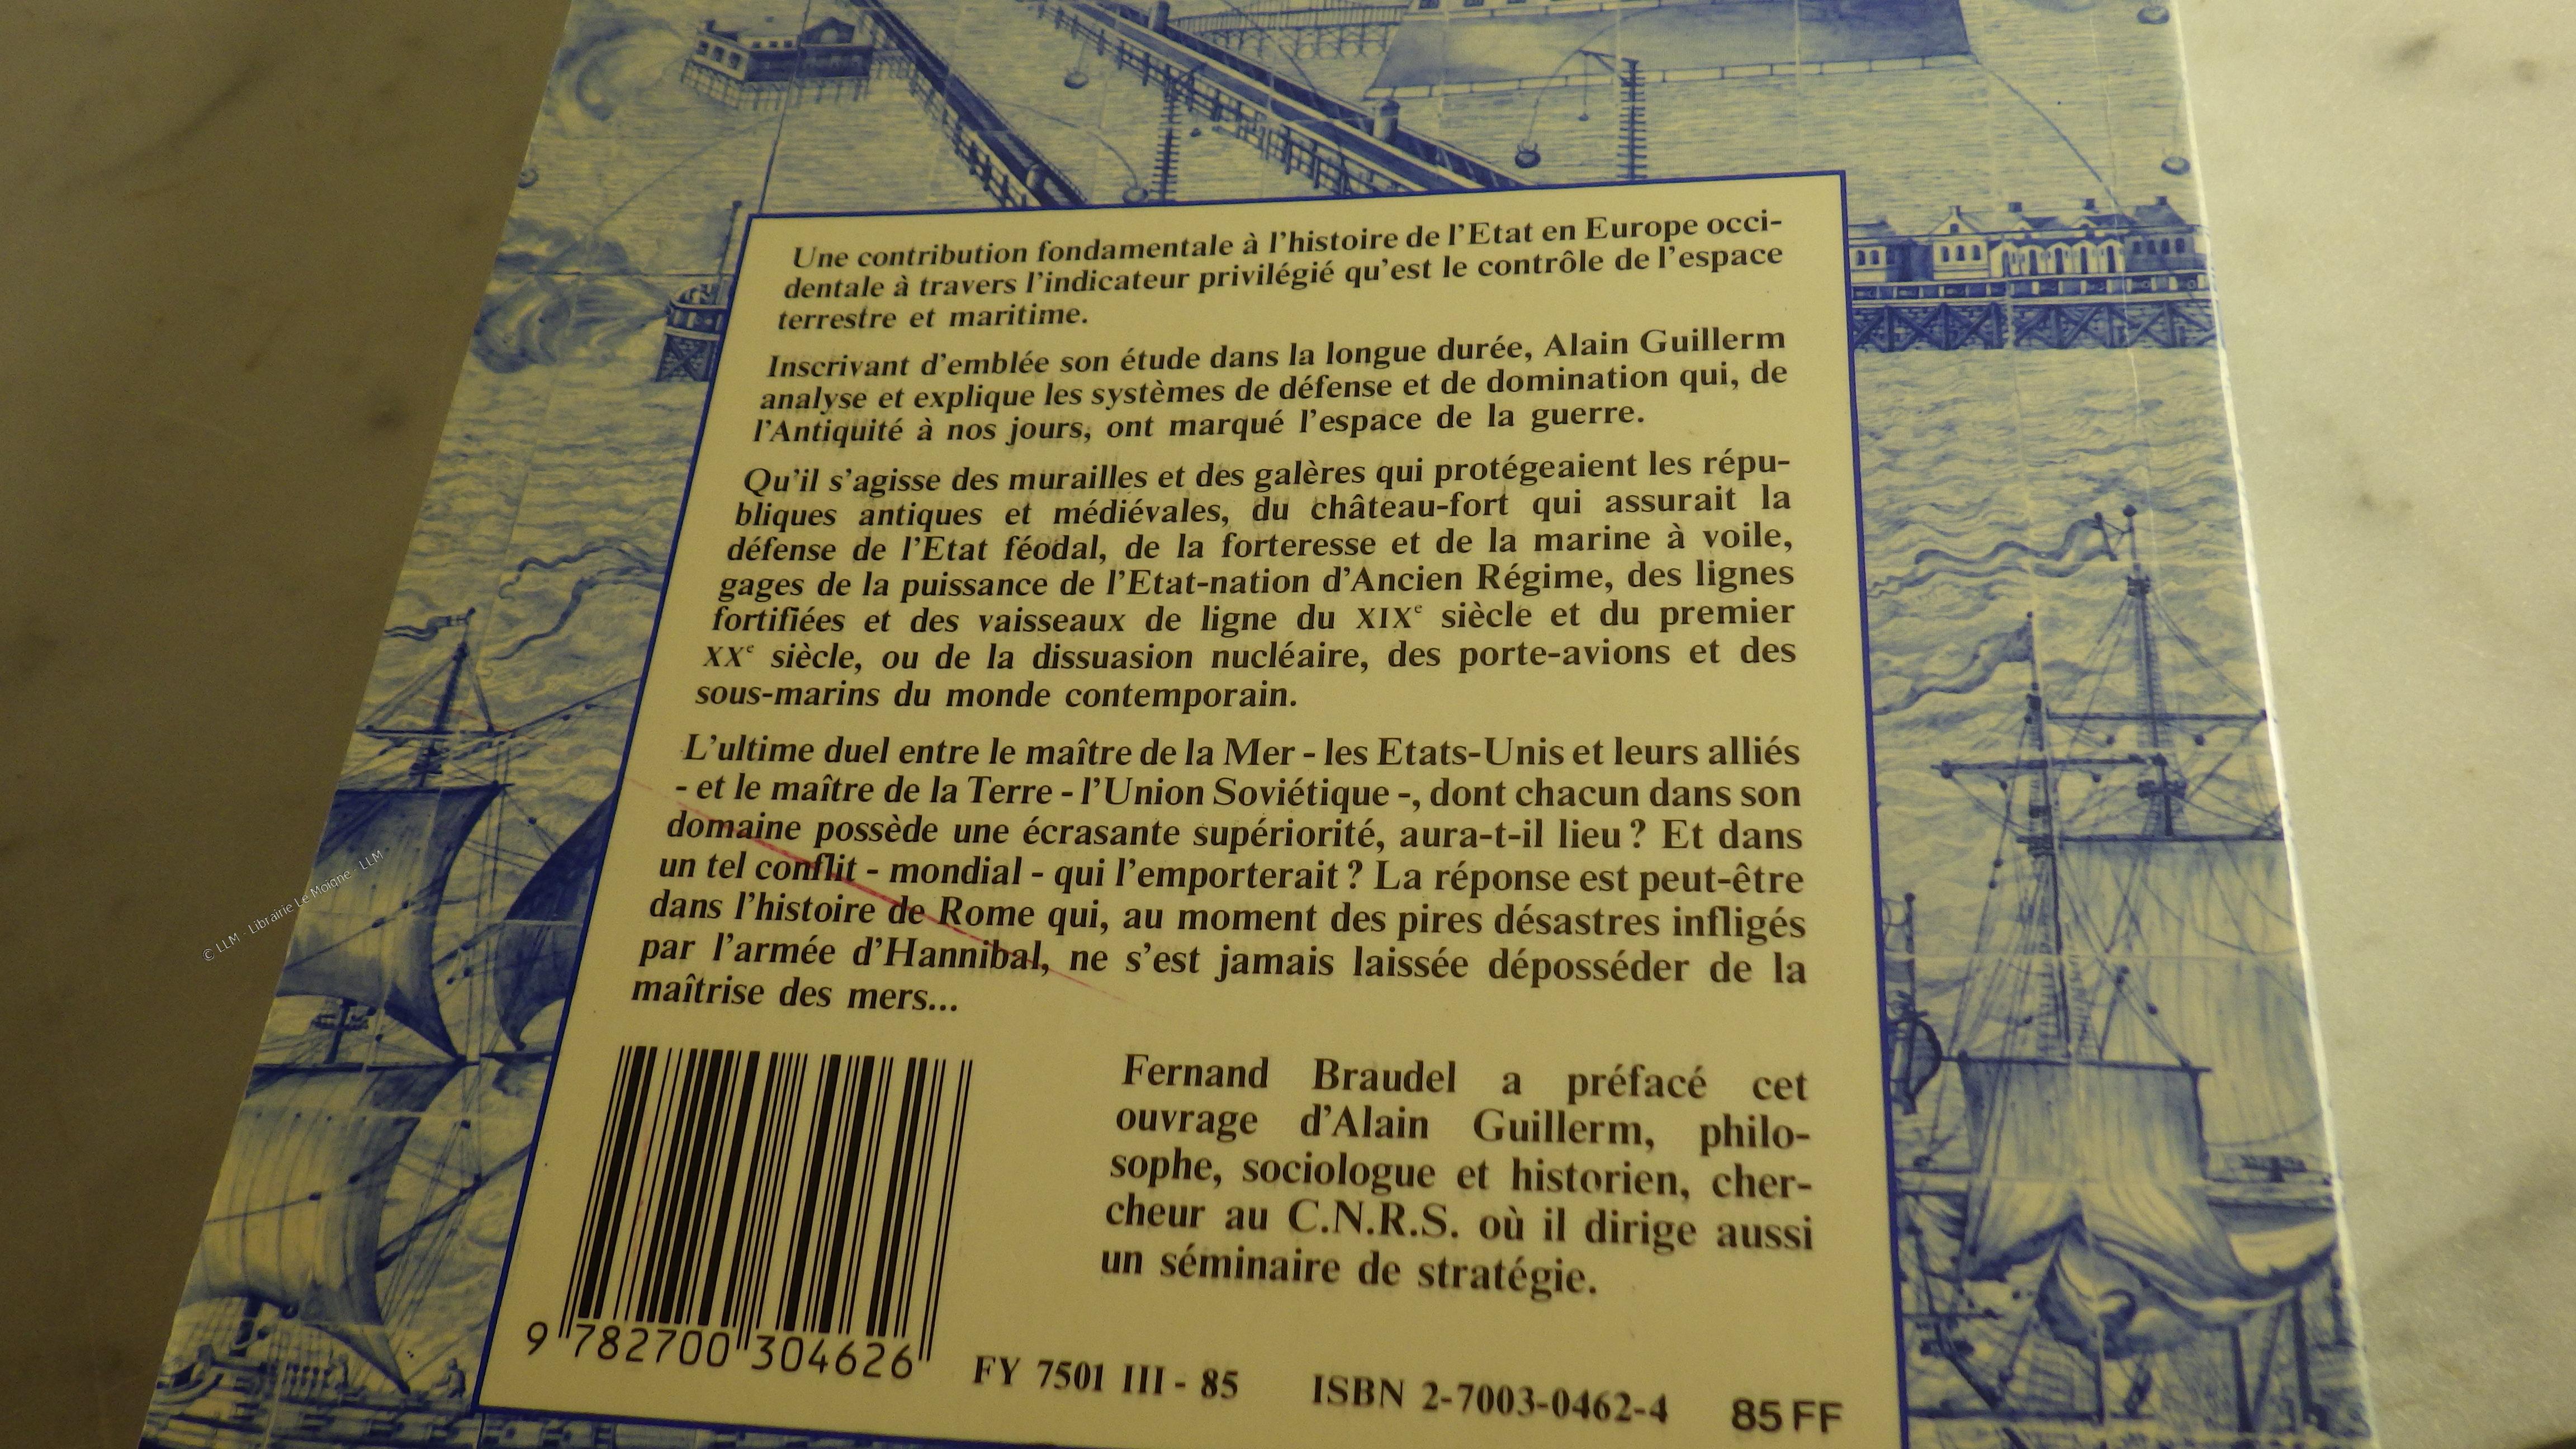 Une contribution fondamentale à l'histoire de l'Etat en Europe occi-
dentale à travers l'indicateur privilégié qu'est le contrôle de l'espace
terrestre et maritime.
Inscrivant d'emblée son étude dans la longue durée, Alain Guillerm
analyse et explique les systèmes de défense et de domination qui, de
l'Antiquité à nos jours, ont marqué l'espace de la guerre.
Qu'il s'agisse des murailles et des galères qui protégeaient les répu-
bliques antiques et médiévales, du château-fort qui assurait la
défense de l'Etat féodal, de la forteresse et de la marine à voile,
gages de la puissance de l'Etat-nation d'Ancien Régime, des lignes
fortifiées et des vaisseaux de ligne du XIXe siècle et du premier
XXe siècle, ou de la dissuasion nucléaire, des porte-avions et des
sous-marins du monde contemporain.
L'ultime duel entre le maître de la Mer - les Etats-Unis et leurs alliés
- et le maître de la Terre - l'Union Soviétique -, dont chacun dans son
domaine possède une écrasante supériorité, aura-t-il lieu ? Et dans
un tel conflit - mondial - qui l'emporterait ? La réponse est peut-être
dans l'histoire de Rome qui, au moment des pires désastres infligés
par l'armée d'Hannibal, ne s'est jamais laissée déposséder de la
maîtrise des mers...
Fernand Braudel a préfacé cet
ouvrage d'Alain Guillerm, philo-
sophe, sociologue et historien, cher-
cheur au C.N.R.S. où il dirige aussi
un séminaire de stratégie.
9 782700 304626
FY 7501 III - 85
ISBN 2-7003-0462-4
85 FF
© LLM - Librairie Le Moigne - LLM